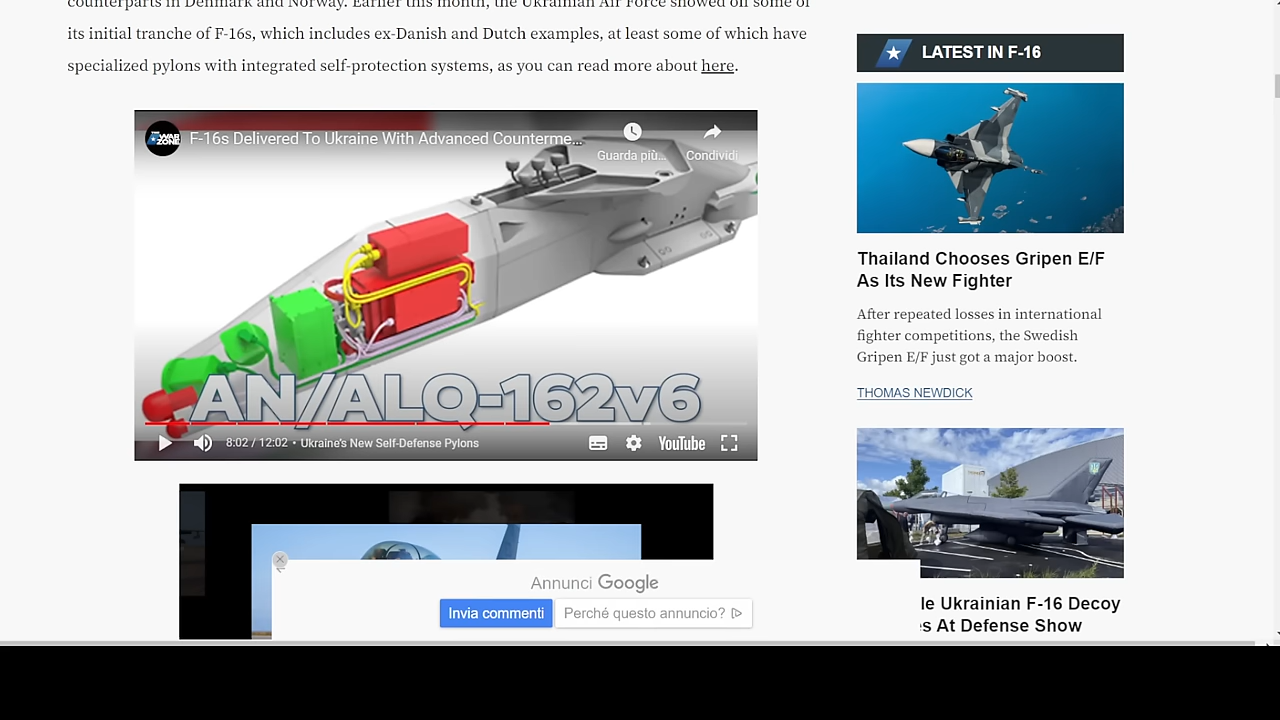 counterparts in Denmark and Norway. Earlier this month, the Ukrainian Air Force showed off some of
its initial tranche of F-16s, which includes ex-Danish and Dutch examples, at least some of which have
specialized pylons with integrated self-protection systems, as you can read more about here.
THE WAR ZONE
F-16s Delivered To Ukraine With Advanced Counterme...
Guarda più...
Condividi
AN/ALQ-162v6
8:02 / 12:02 • Ukraine's New Self-Defense Pylons
YouTube
Annunci Google
Invia commenti
Perché questo annuncio?
LATEST IN F-16
Thailand Chooses Gripen E/F
As Its New Fighter
After repeated losses in international
fighter competitions, the Swedish
Gripen E/F just got a major boost.
THOMAS NEWDICK
le Ukrainian F-16 Decoy
s At Defense Show